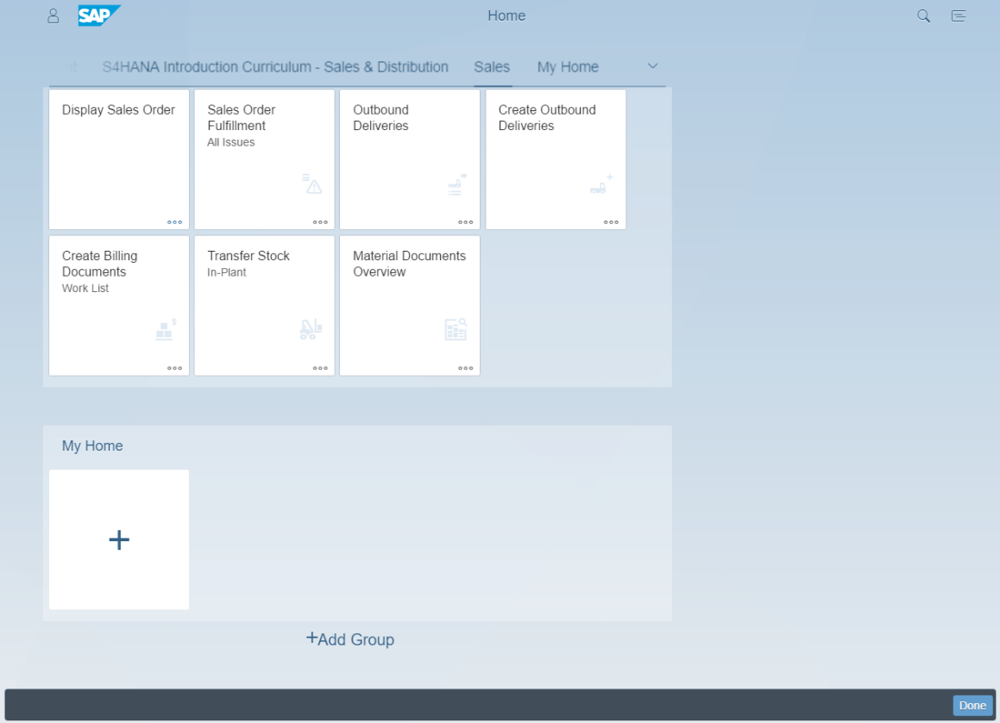 SAP
Home
S4HANA Introduction Curriculum - Sales & Distribution
Sales
My Home
Display Sales Order
Sales Order
Fulfillment
All Issues
Outbound
Deliveries
Create Outbound
Deliveries
Create Billing
Documents
Work List
Transfer Stock
In-Plant
Material Documents
Overview
My Home
+Add Group
Done